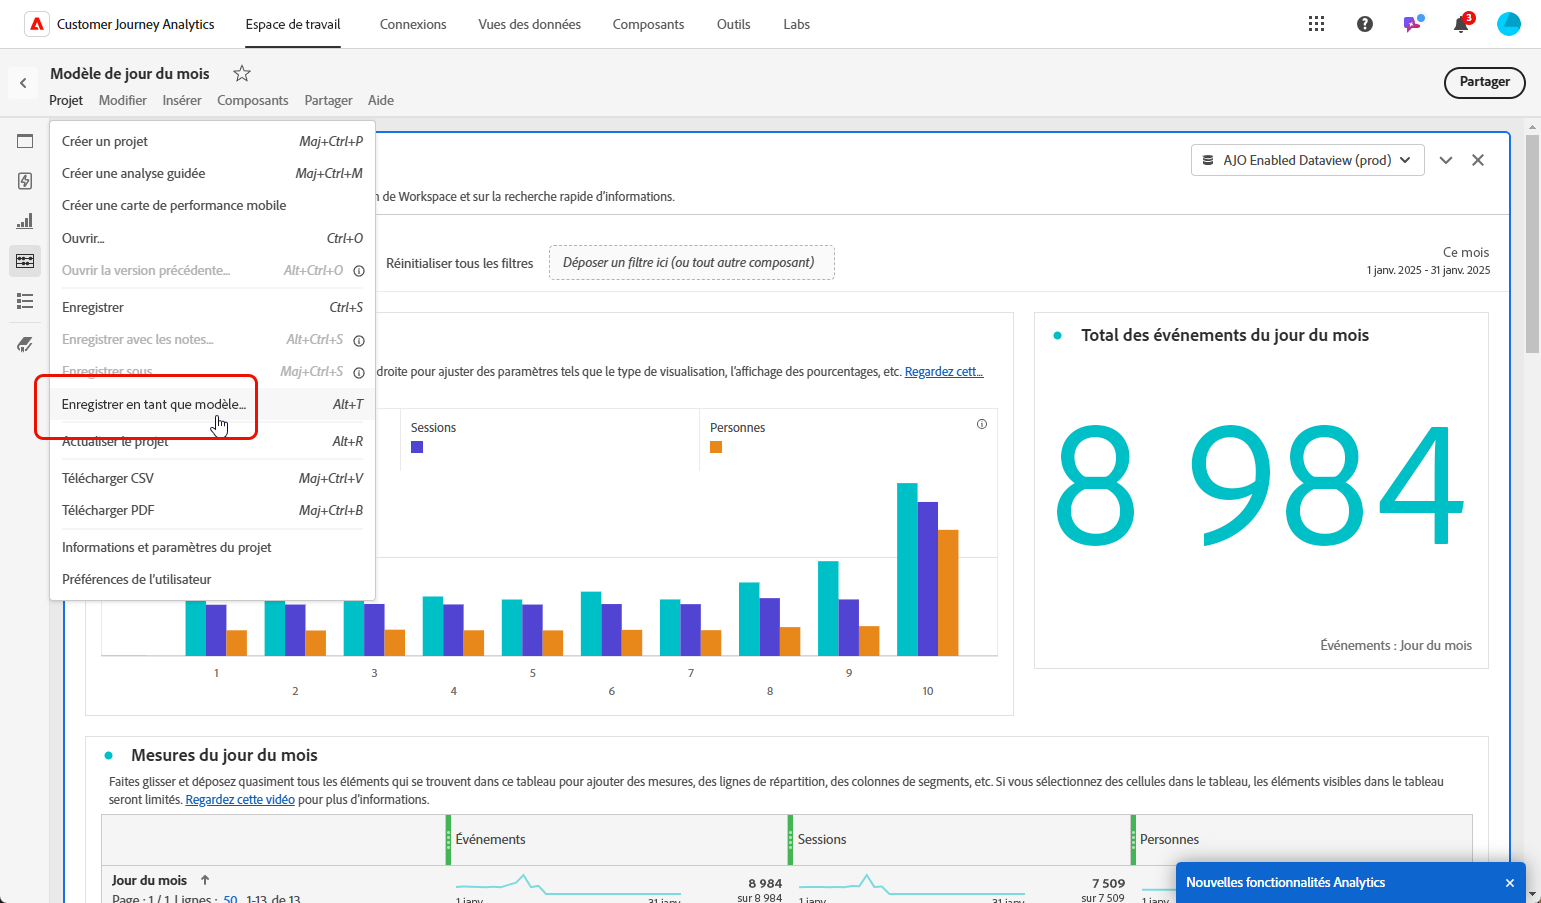 Customer Journey Analytics Espace de travail Connexions Vues des données Composants Outils Labs 3
Modèle de jour du mois
Partager
Projet Modifier Insérer Composants Partager Aide
Créer un projet Maj+Ctrl+P
Créer une analyse guidée Maj+Ctrl+M
Créer une carte de performance mobile
Ouvrir... Ctrl+O
Ouvrir la version précédente... Alt+Ctrl+O
Enregistrer Ctrl+S
Enregistrer avec les notes... Alt+Ctrl+S
Enregistrer sous Maj+Ctrl+S
Enregistrer en tant que modèle... Alt+T
Actualiser le projet Alt+R
Télécharger CSV Maj+Ctrl+V
Télécharger PDF Maj+Ctrl+B
Informations et paramètres du projet
Préférences de l'utilisateur
AJO Enabled Dataview (prod)
de Workspace et sur la recherche rapide d'informations.
Réinitialiser tous les filtres Déposer un filtre ici (ou tout autre composant)
Ce mois
1 janv. 2025 - 31 janv. 2025
droite pour ajuster des paramètres tels que le type de visualisation, l'affichage des pourcentages, etc. Regardez cett...
Sessions Personnes
1 2 3 4 5 6 7 8 9 10
Total des événements du jour du mois
8 984
Événements : Jour du mois
Mesures du jour du mois
Faites glisser et déposez quasiment tous les éléments qui se trouvent dans ce tableau pour ajouter des mesures, des lignes de répartition, des colonnes de segments, etc. Si vous sélectionnez des cellules dans le tableau, les éléments visibles dans le tableau
seront limités. Regardez cette vidéo pour plus d'informations.
Événements Sessions Personnes
Jour du mois 8 984 7 509
Page : 1 / 1 Lignes : 50 1-13 de 13 1 janv. 31 janv. sur 8 984 1 janv. 31 janv. sur 7 509 1 janv.
Nouvelles fonctionnalités Analytics